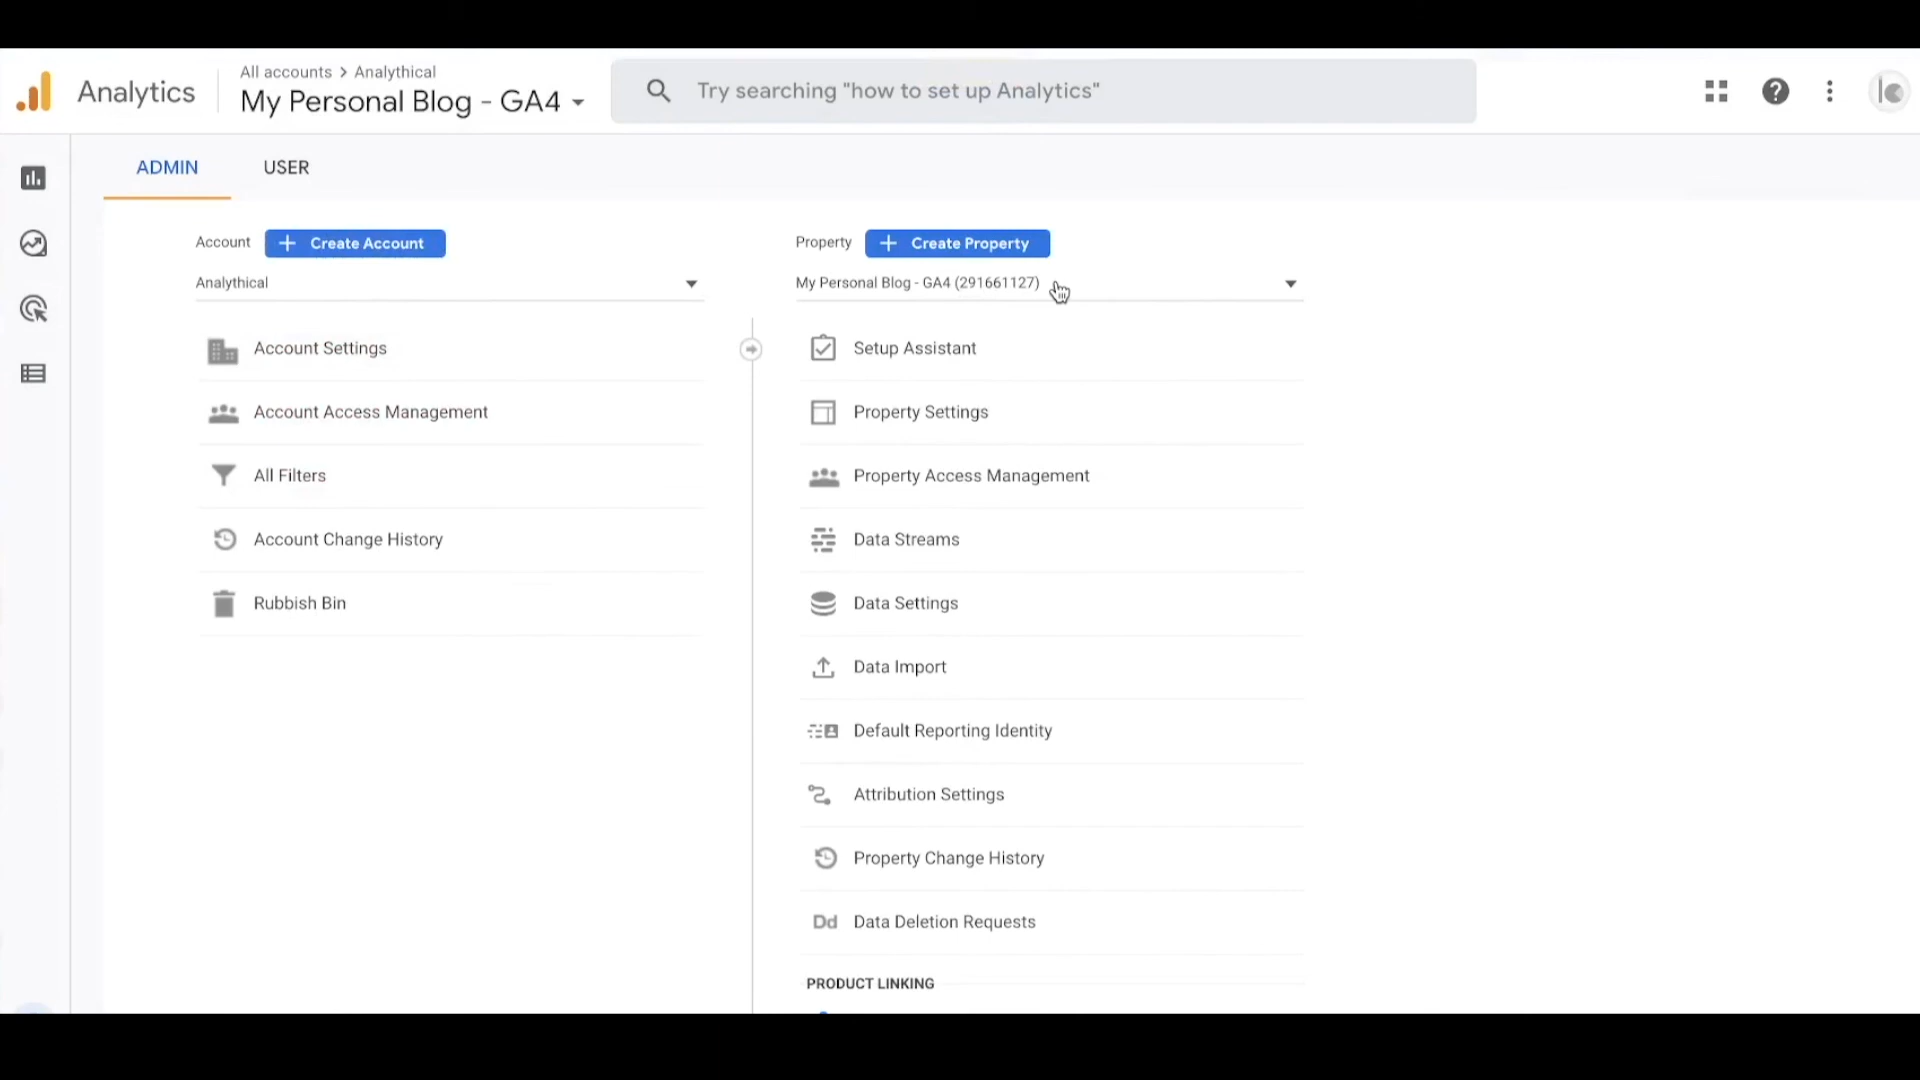 Analytics
All accounts > Analythical
My Personal Blog - GA4
Try searching "how to set up Analytics"
ADMIN
USER
Account
Create Account
Analythical
Account Settings
Account Access Management
All Filters
Account Change History
Rubbish Bin
Property
Create Property
My Personal Blog - GA4 (291661127)
Setup Assistant
Property Settings
Property Access Management
Data Streams
Data Settings
Data Import
Default Reporting Identity
Attribution Settings
Property Change History
Dd Data Deletion Requests
PRODUCT LINKING